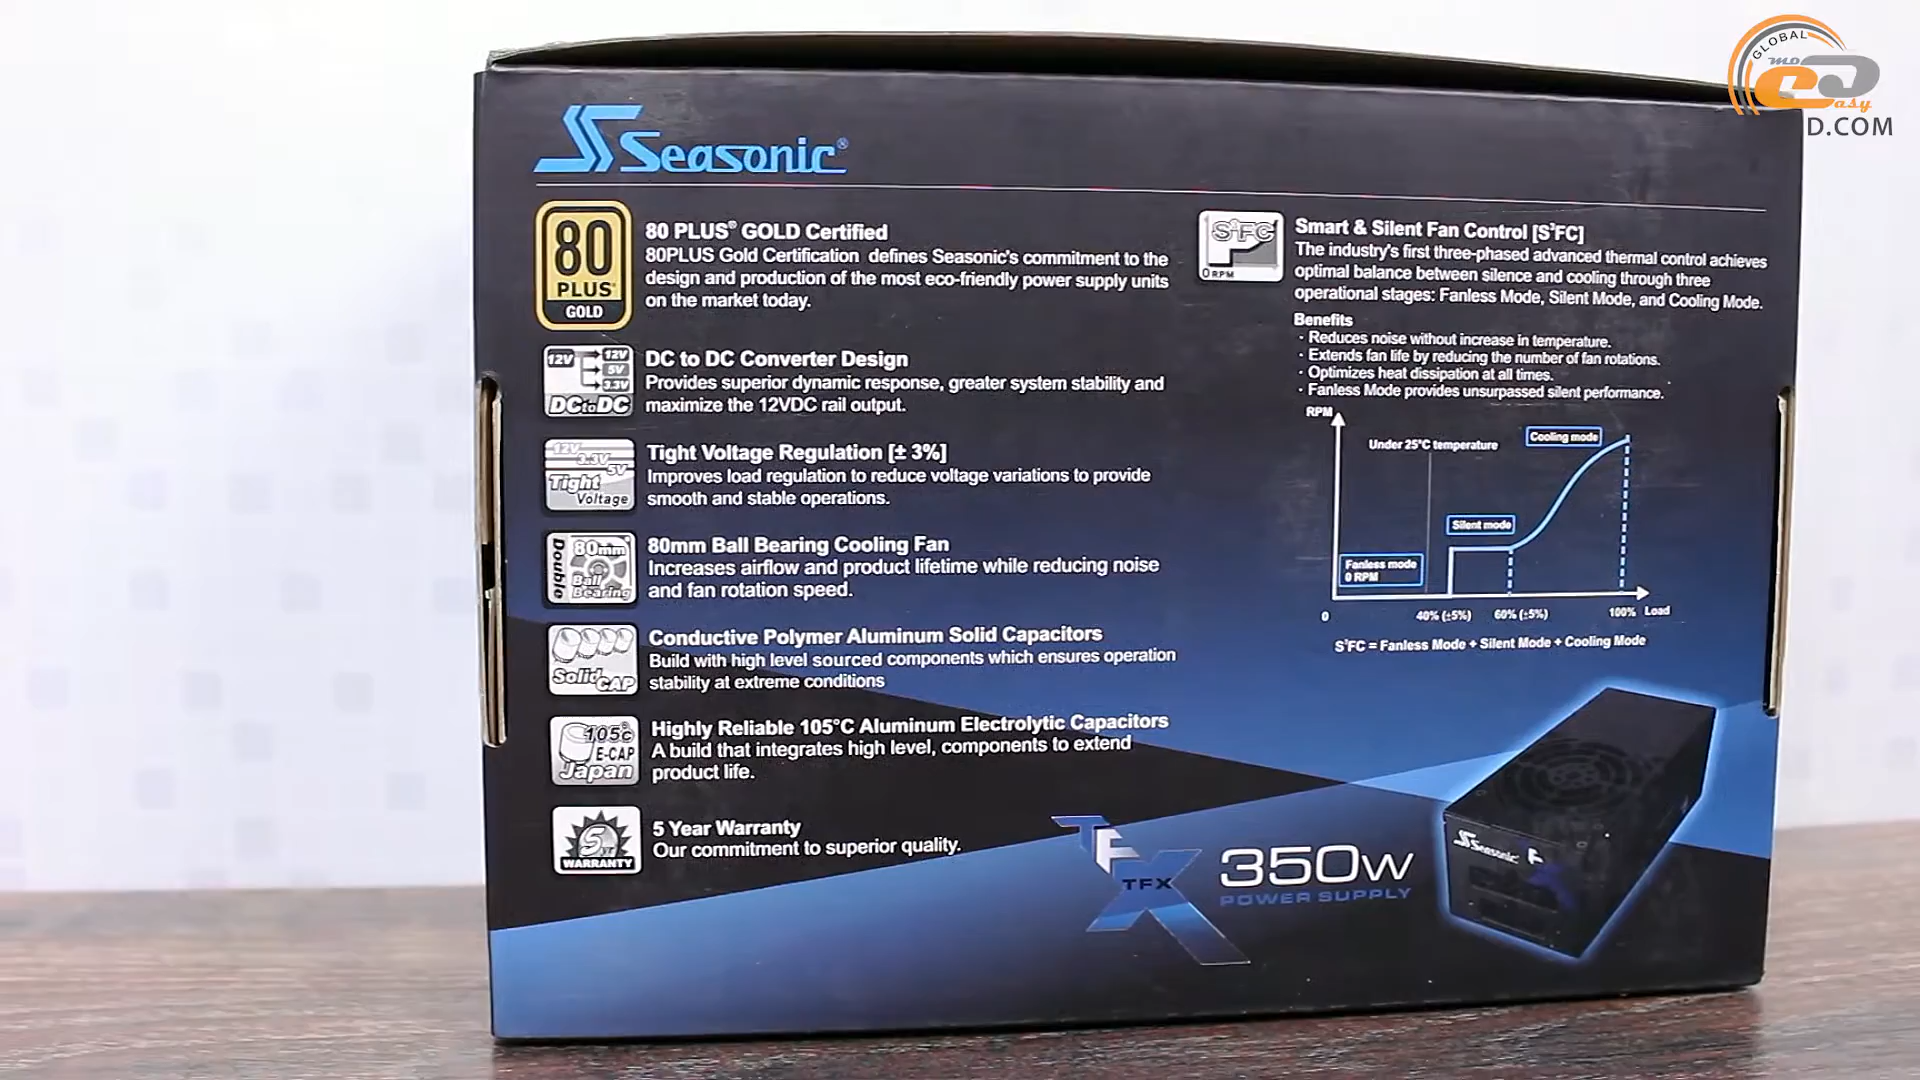 GLOBAL
mo
easy
D.COM
Seasonic®
80
PLUS®
GOLD
80 PLUS® GOLD Certified
80PLUS Gold Certification defines Seasonic's commitment to the
design and production of the most eco-friendly power supply units
on the market today.
12V 12V
5V
3.3V
DCtoDC
DC to DC Converter Design
Provides superior dynamic response, greater system stability and
maximize the 12VDC rail output.
12V
3.3V
5V
Tight
Voltage
Tight Voltage Regulation [± 3%]
Improves load regulation to reduce voltage variations to provide
smooth and stable operations.
Double
80mm
Ball
Bearing
80mm Ball Bearing Cooling Fan
Increases airflow and product lifetime while reducing noise
and fan rotation speed.
Solid CAP
Conductive Polymer Aluminum Solid Capacitors
Build with high level sourced components which ensures operation
stability at extreme conditions
105°c
E-CAP
Japan
Highly Reliable 105°C Aluminum Electrolytic Capacitors
A build that integrates high level, components to extend
product life.
5yr
WARRANTY
5 Year Warranty
Our commitment to superior quality.
S³FC
0 RPM
Smart & Silent Fan Control [S³FC]
The industry's first three-phased advanced thermal control achieves
optimal balance between silence and cooling through three
operational stages: Fanless Mode, Silent Mode, and Cooling Mode.
Benefits
· Reduces noise without increase in temperature.
· Extends fan life by reducing the number of fan rotations.
· Optimizes heat dissipation at all times.
· Fanless Mode provides unsurpassed silent performance.
RPM
Under 25°C temperature
Cooling mode
Silent mode
Fanless mode
0 RPM
0 40% (±5%) 60% (±5%) 100% Load
S³FC = Fanless Mode + Silent Mode + Cooling Mode
TFX
TFX
350W
POWER SUPPLY
Seasonic